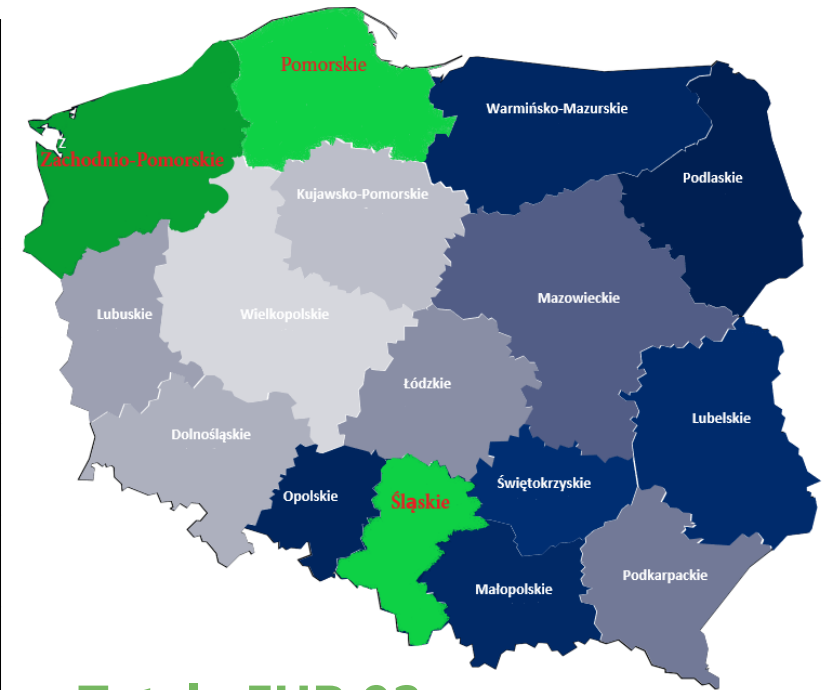 Pomorskie
Warmińsko-Mazurskie
Z
Zachodnio-Pomorskie
Podlaskie
Kujawsko-Pomorskie
Mazowieckie
Lubuskie
Wielkopolskie
Łódzkie
Lubelskie
Dolnośląskie
Świętokrzyskie
Opolskie
Śląskie
Podkarpackie
Małopolskie